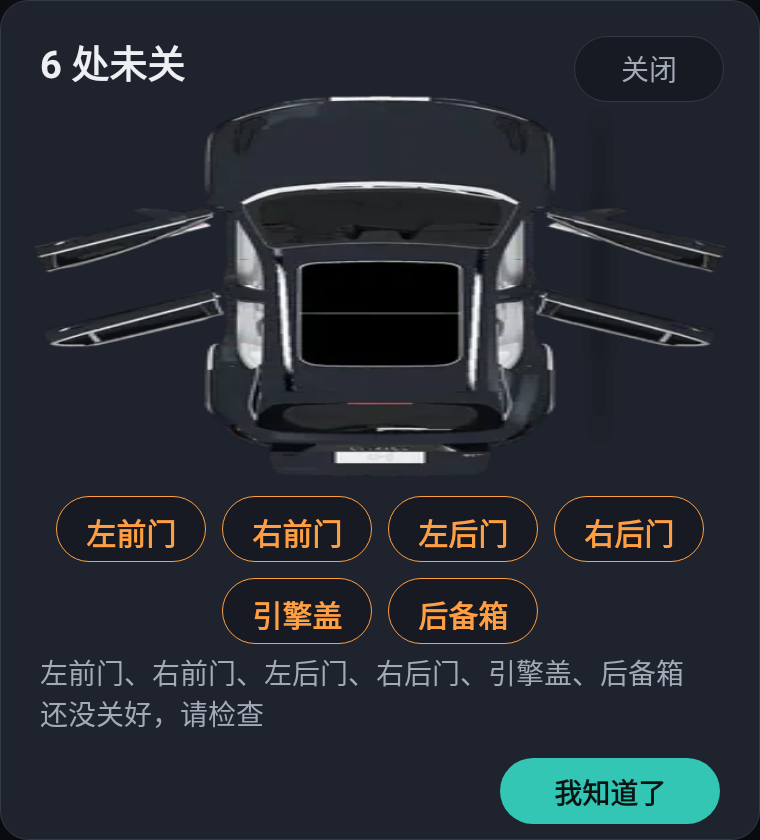 6 处未关
关闭
左前门
右前门
左后门
右后门
引擎盖
后备箱
左前门、右前门、左后门、右后门、引擎盖、后备箱
还没关好，请检查
我知道了